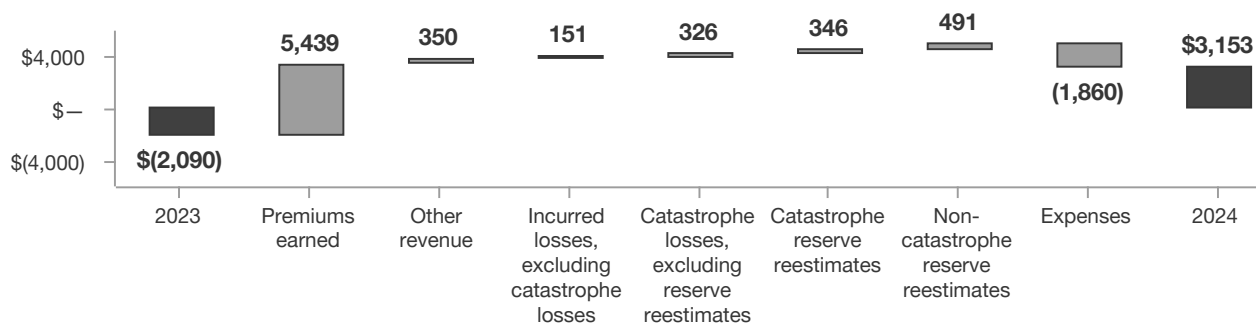 5,439
350
151
326
346
491
$3,153
$4,000
$—
$(4,000)
$(2,090)
(1,860)
2023
Premiums
earned
Other
revenue
Incurred
losses,
excluding
catastrophe
losses
Catastrophe
losses,
excluding
reserve
reestimates
Catastrophe
reserve
reestimates
Non-
catastrophe
reserve
reestimates
Expenses
2024